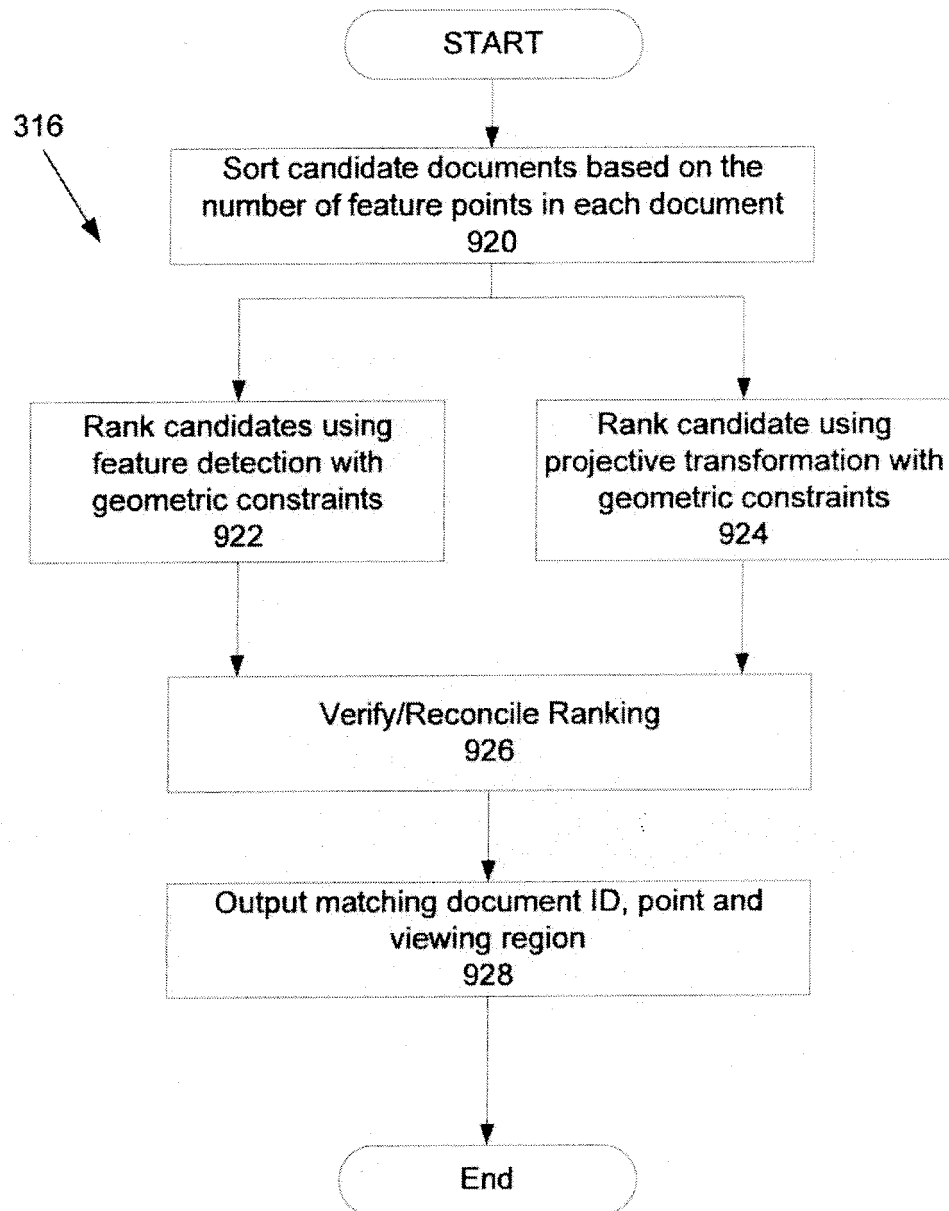 START
316
Sort candidate documents based on the
number of feature points in each document
920
Rank candidates using
feature detection with
geometric constraints
922
Rank candidate using
projective transformation with
geometric constraints
924
Verify/Reconcile Ranking
926
Output matching document ID, point and
viewing region
928
End